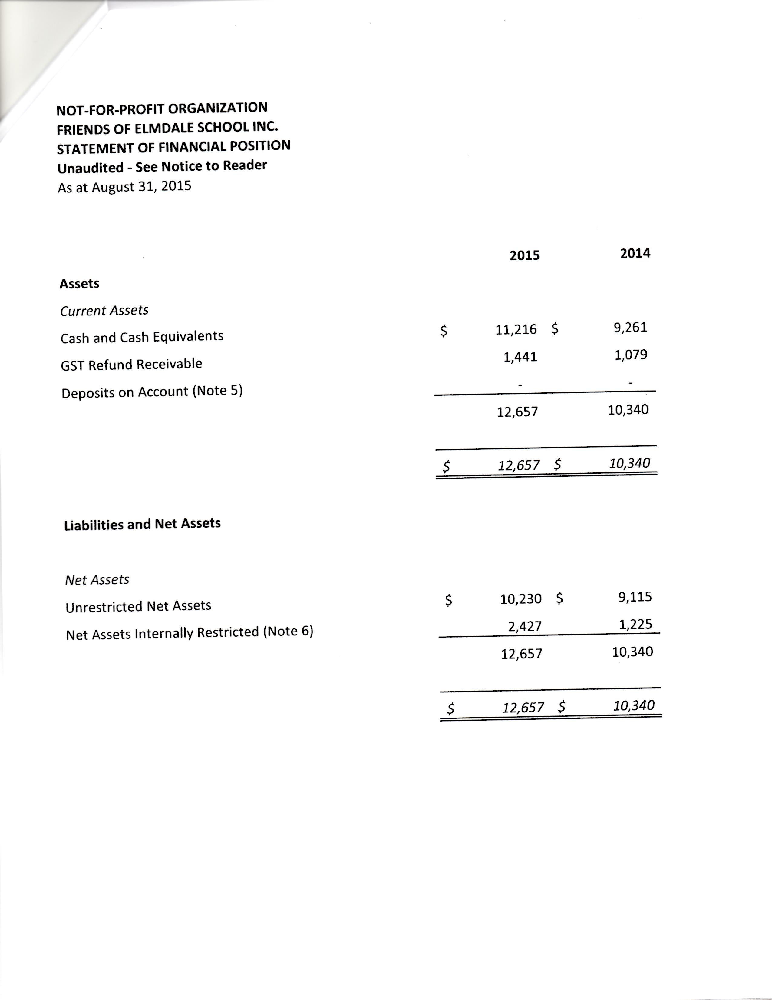 NOT-FOR-PROFIT ORGANIZATION
FRIENDS OF ELMDALE SCHOOL INC.
STATEMENT OF FINANCIAL POSITION
Unaudited - See Notice to Reader
As at August 31, 2015
2015 2014
Assets
Current Assets
Cash and Cash Equivalents $ 11,216 $ 9,261
GST Refund Receivable 1,441 1,079
Deposits on Account (Note 5) - -
12,657 10,340
$ 12,657 $ 10,340
Liabilities and Net Assets
Net Assets
Unrestricted Net Assets $ 10,230 $ 9,115
Net Assets Internally Restricted (Note 6) 2,427 1,225
12,657 10,340
$ 12,657 $ 10,340